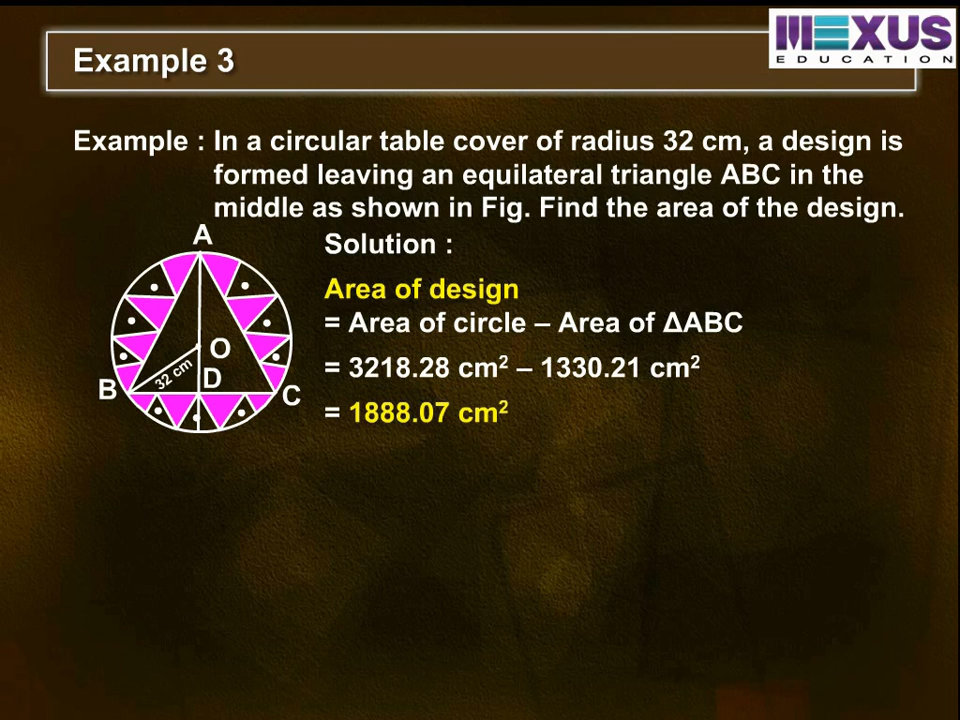 MEXUS
EDUCATION
Example 3
Example : In a circular table cover of radius 32 cm, a design is
formed leaving an equilateral triangle ABC in the
middle as shown in Fig. Find the area of the design.
A
O
32 cm
D
B
C
Solution :
Area of design
= Area of circle – Area of ΔABC
= 3218.28 cm² – 1330.21 cm²
= 1888.07 cm²